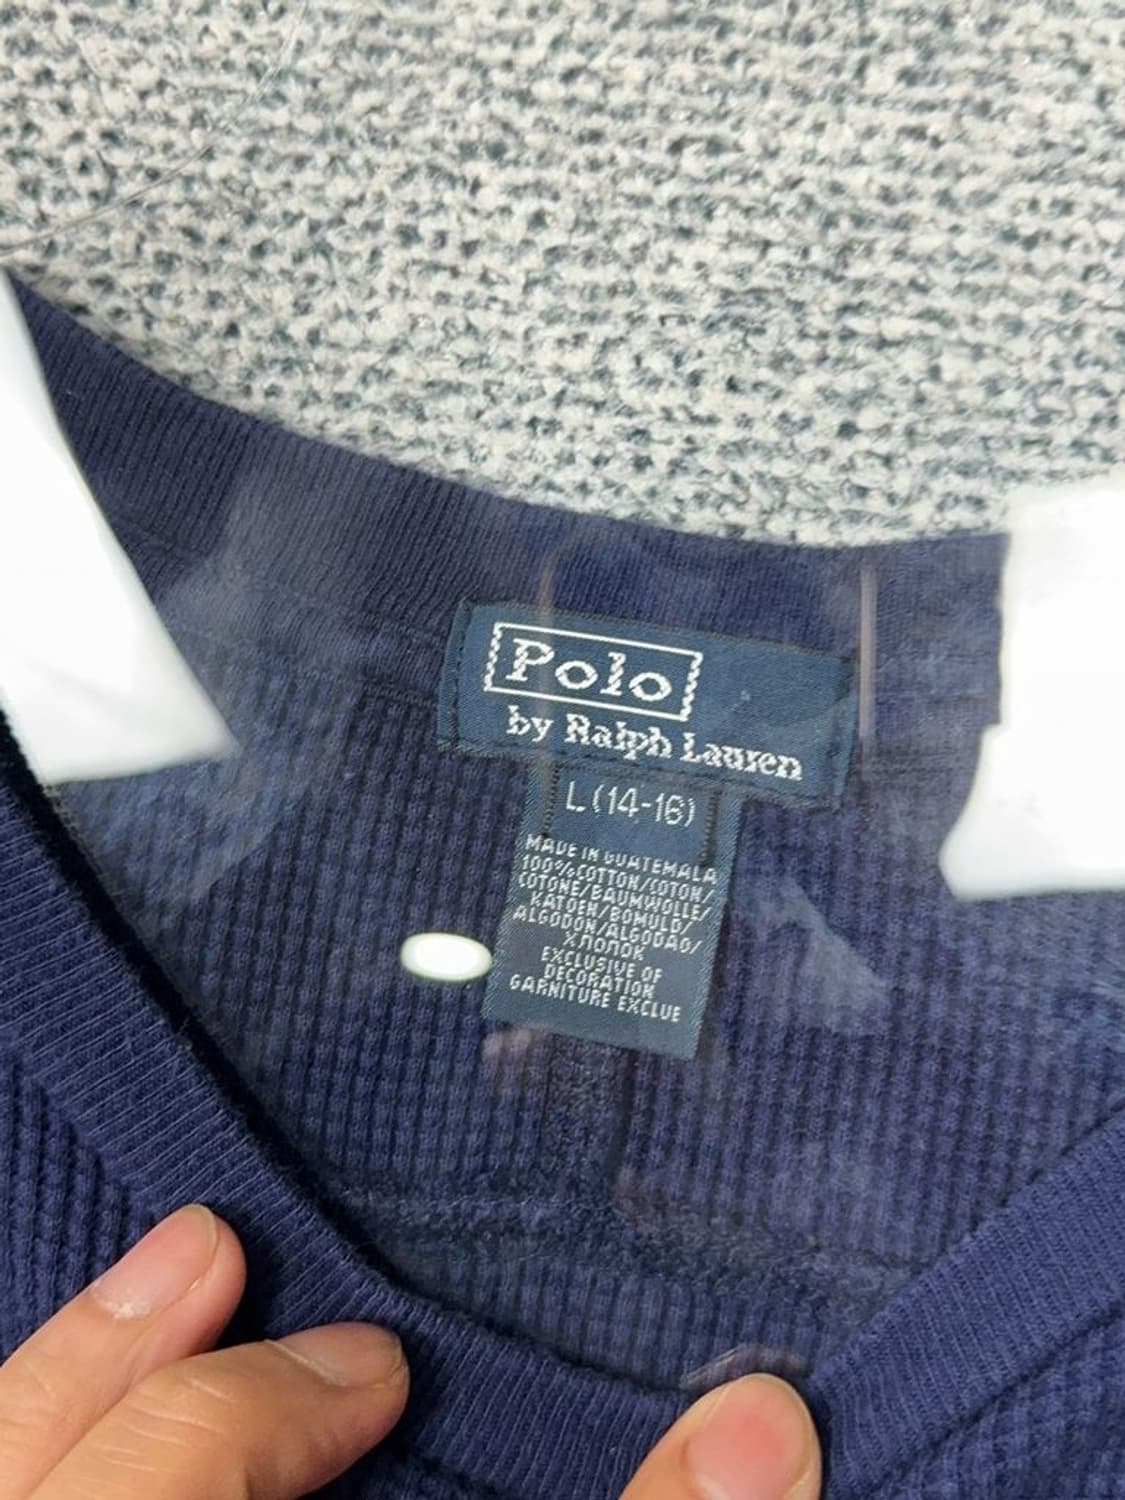 Polo
by Ralph Lauren
L (14-16)
MADE IN GUATEMALA
100%COTTON/COTON/
COTONE/BAUMWOLLE/
KATOEN/BOMULD/
ALGODON/ALGODAO/
ХЛОПОК
EXCLUSIVE OF
DECORATION
GARNITURE EXCLUE